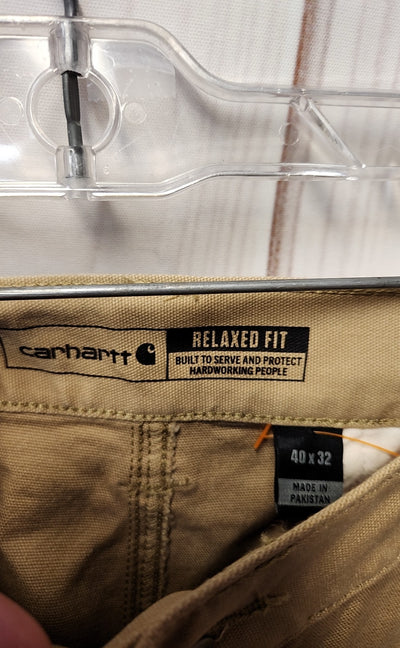 carhartt
RELAXED FIT
BUILT TO SERVE AND PROTECT
HARDWORKING PEOPLE
40 x 32
MADE IN
PAKISTAN